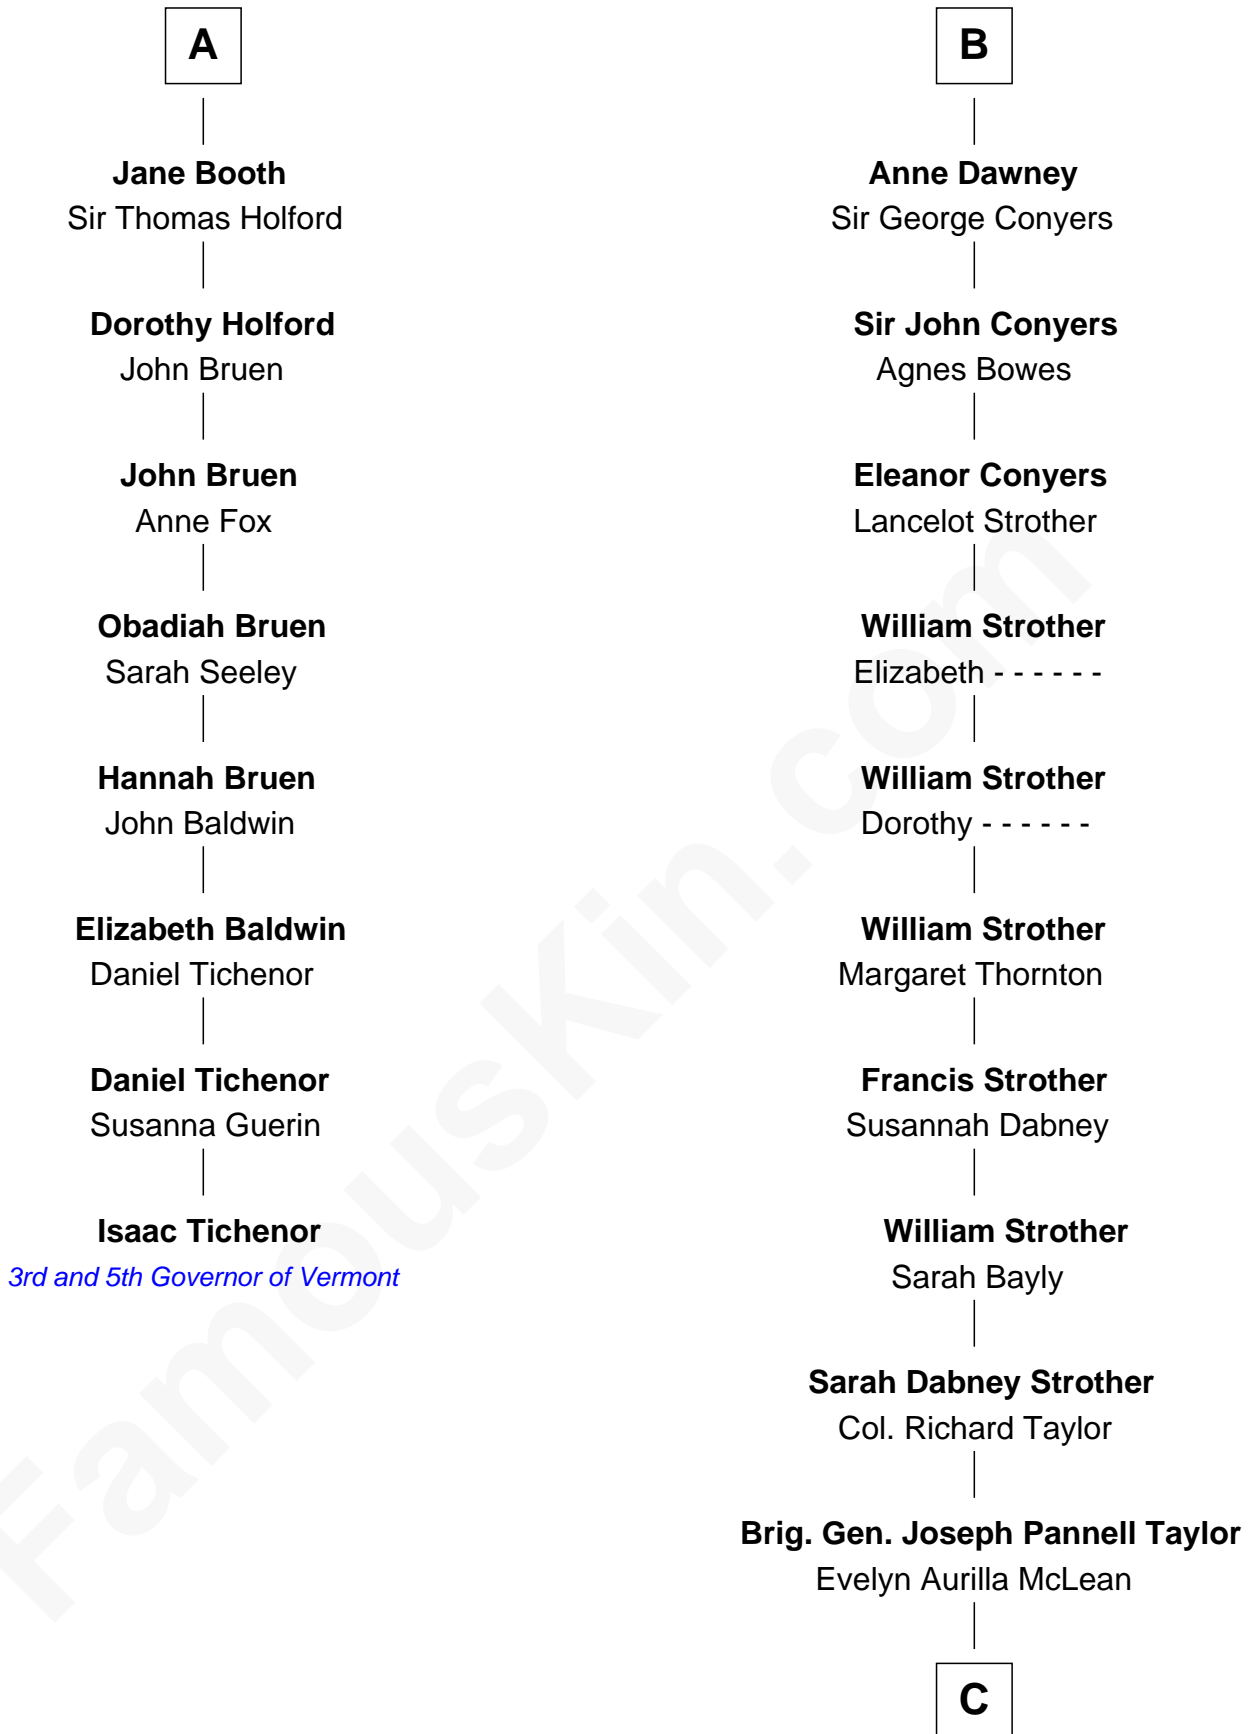 A
Jane Booth
Sir Thomas Holford
Dorothy Holford
John Bruen
John Bruen
Anne Fox
Obadiah Bruen
Sarah Seeley
Hannah Bruen
John Baldwin
Elizabeth Baldwin
Daniel Tichenor
Daniel Tichenor
Susanna Guerin
Isaac Tichenor
3rd and 5th Governor of Vermont
B
Anne Dawney
Sir George Conyers
Sir John Conyers
Agnes Bowes
Eleanor Conyers
Lancelot Strother
William Strother
Elizabeth - - - - - -
William Strother
Dorothy - - - - - -
William Strother
Margaret Thornton
Francis Strother
Susannah Dabney
William Strother
Sarah Bayly
Sarah Dabney Strother
Col. Richard Taylor
Brig. Gen. Joseph Pannell Taylor
Evelyn Aurilla McLean
C
FamousKin.com